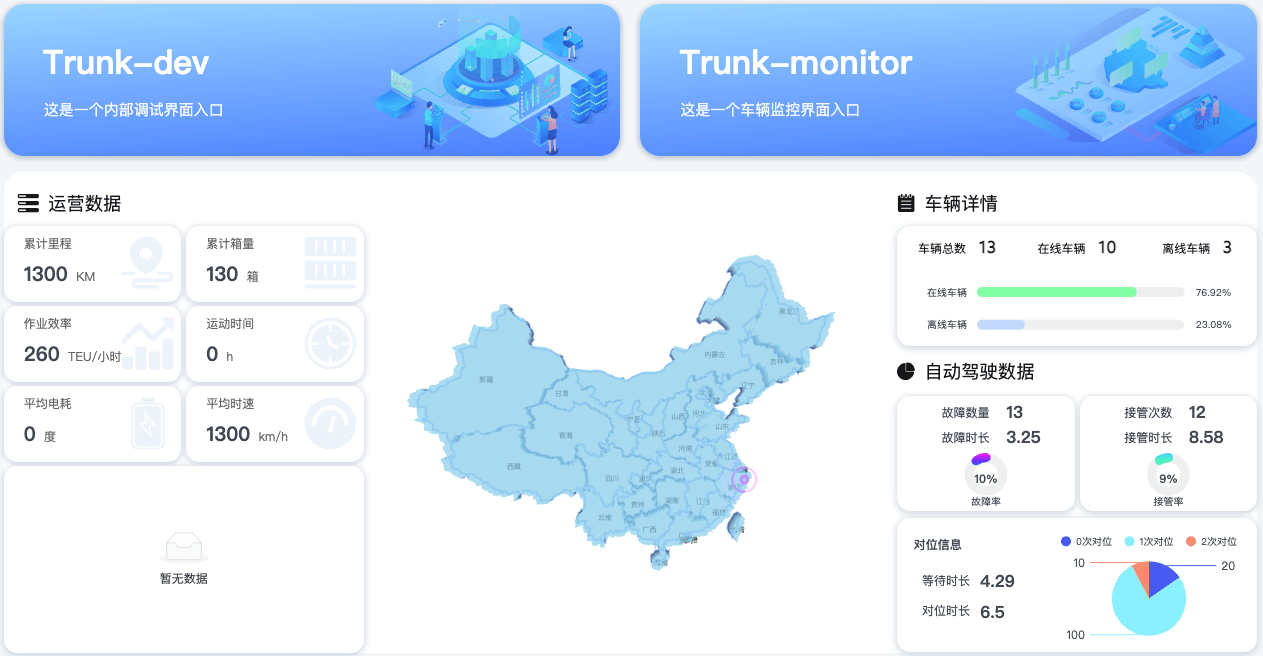 Trunk-dev
这是一个内部调试界面入口
Trunk-monitor
这是一个车辆监控界面入口
运营数据
累计里程
1300 KM
累计箱量
130 箱
作业效率
260 TEU/小时
运动时间
0 h
平均电耗
0 度
平均时速
1300 km/h
暂无数据
黑龙江
内蒙古
吉林
辽宁
新疆
甘肃
山西
河北
宁夏
陕西
山东
青海
河南
江苏
西藏
四川
重庆
湖北
安徽
浙江
贵州
湖南
江西
云南
广西
福建
台湾
海南
车辆详情
车辆总数 13
在线车辆 10
离线车辆 3
在线车辆 76.92%
离线车辆 23.08%
自动驾驶数据
故障数量 13
故障时长 3.25
10%
故障率
接管次数 12
接管时长 8.58
9%
接管率
对位信息
0次对位 1次对位 2次对位
等待时长 4.29
对位时长 6.5
10
20
100